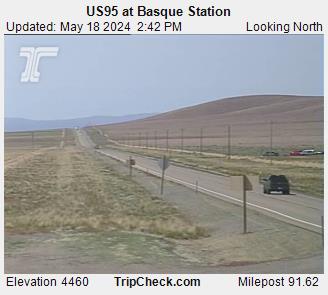 US95 at Basque Station
Updated: May 18 2024 2:42 PM Looking North
Elevation 4460 TripCheck.com Milepost 91.62